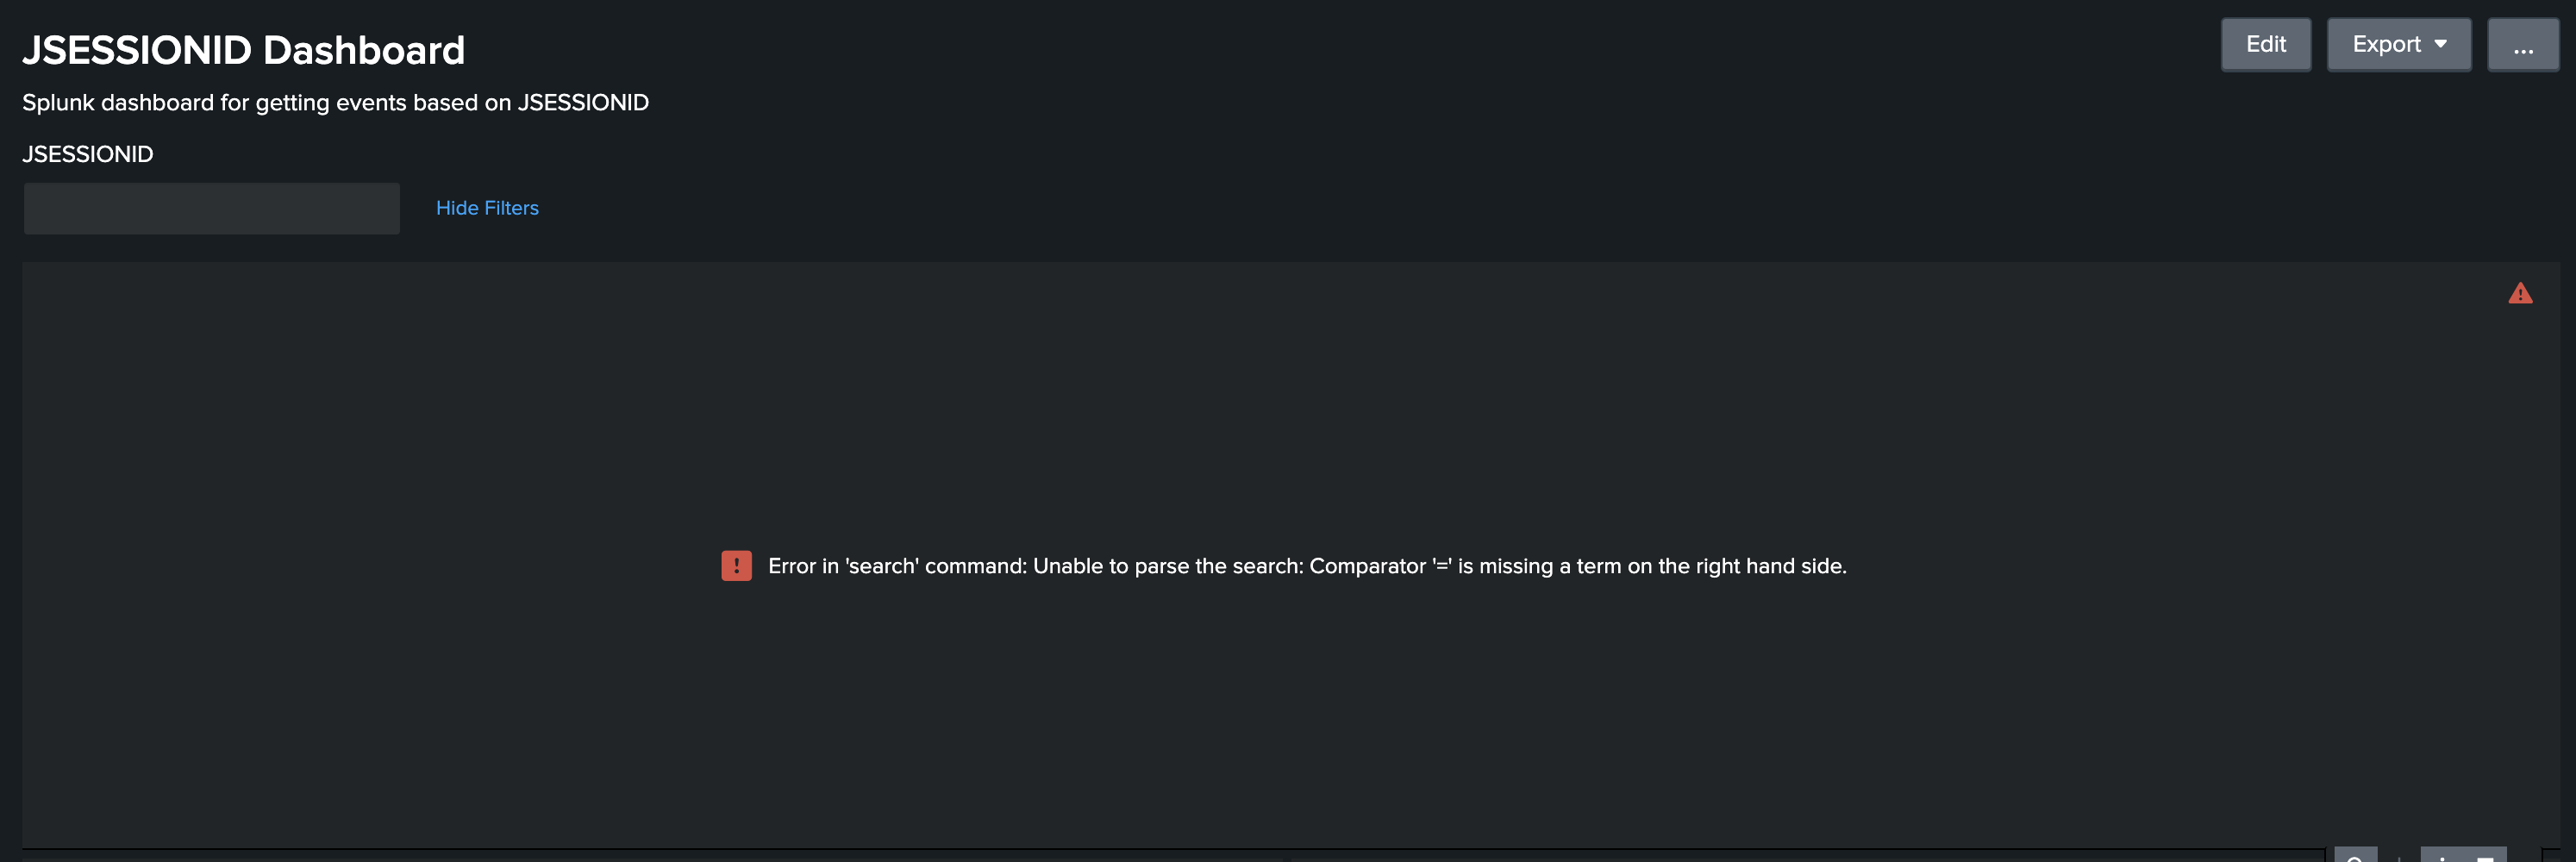 JSESSIONID Dashboard
Edit
Export
...
Splunk dashboard for getting events based on JSESSIONID
JSESSIONID
Hide Filters
Error in 'search' command: Unable to parse the search: Comparator '=' is missing a term on the right hand side.